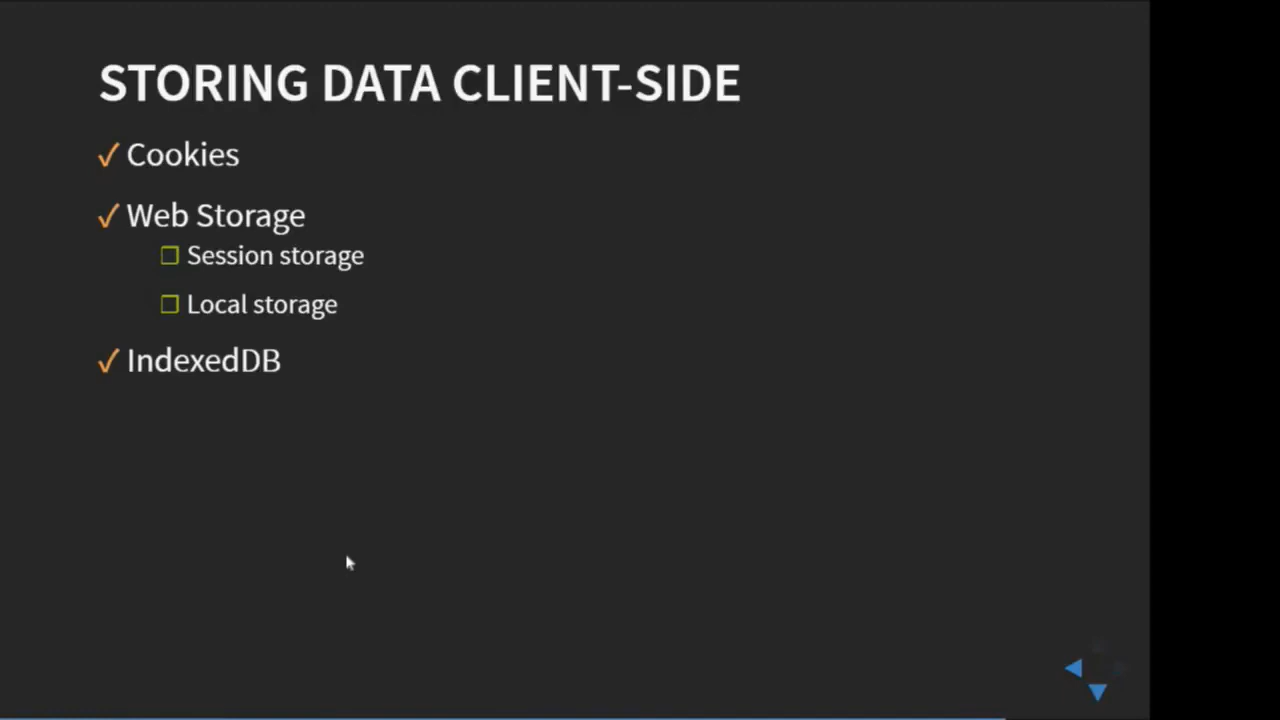 STORING DATA CLIENT-SIDE
Cookies
Web Storage
Session storage
Local storage
IndexedDB